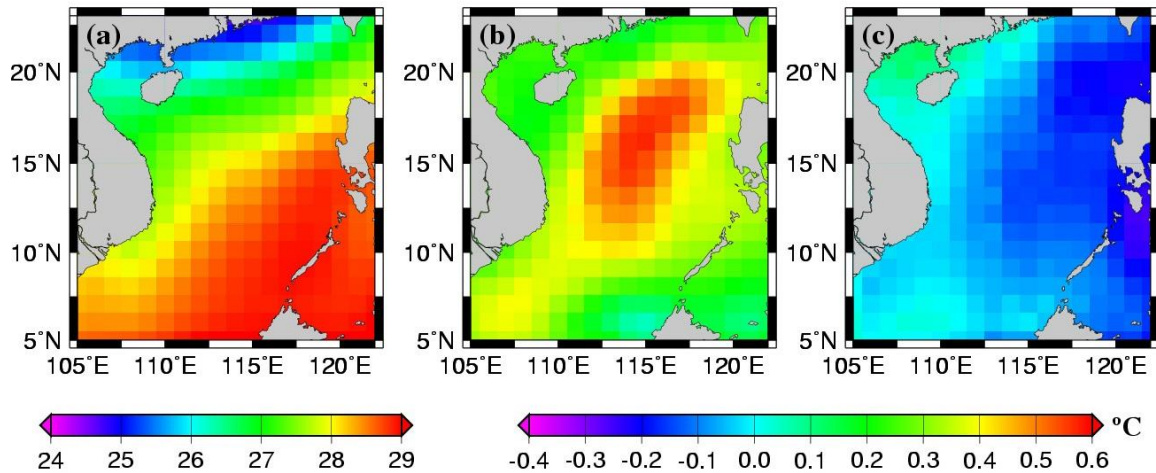 (a) (b) (c)
20°N 20°N 20°N
15°N 15°N 15°N
10°N 10°N 10°N
5°N 5°N 5°N
105°E 110°E 115°E 120°E 105°E 110°E 115°E 120°E 105°E 110°E 115°E 120°E
24 25 26 27 28 29 -0.4 -0.3 -0.2 -0.1 0.0 0.1 0.2 0.3 0.4 0.5 0.6 °C